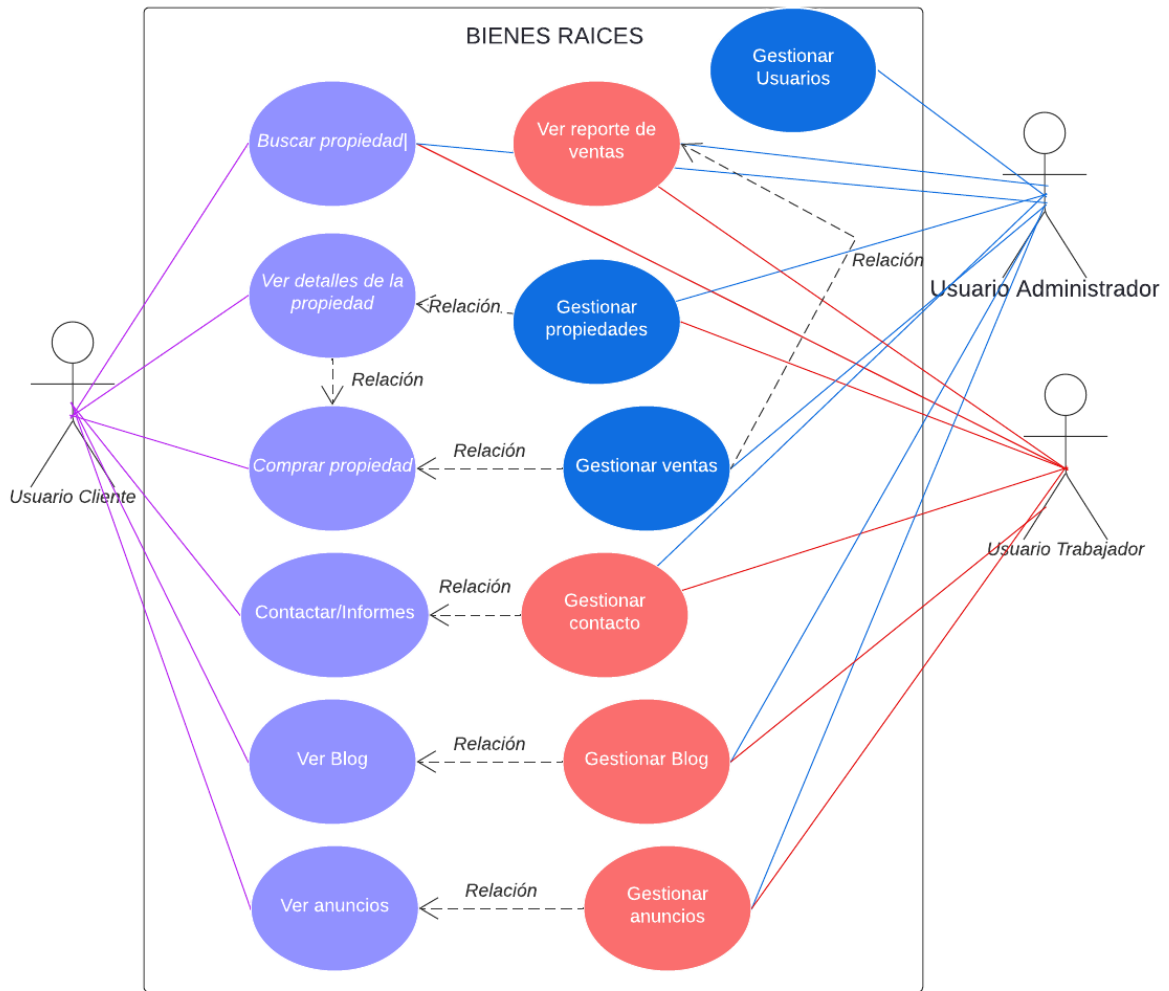 BIENES RAICES
Gestionar
Usuarios
Buscar propiedad|
Ver reporte de
ventas
Usuario Administrador
Relación
Ver detalles de la
propiedad
Relación
Gestionar
propiedades
Relación
Usuario Cliente
Comprar propiedad
Relación
Gestionar ventas
Usuario Trabajador
Contactar/Informes
Relación
Gestionar
contacto
Ver Blog
Relación
Gestionar Blog
Ver anuncios
Relación
Gestionar
anuncios